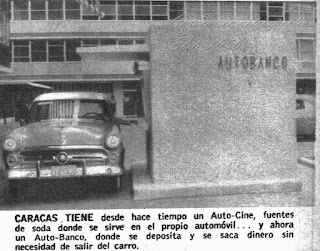 AUTOBANCO
CARACAS TIENE desde hace tiempo un Auto-Cine, fuentes
de soda donde se sirve en el propio automóvil... y ahora
un Auto-Banco, donde se deposita y se saca dinero sin
necesidad de salir del carro.